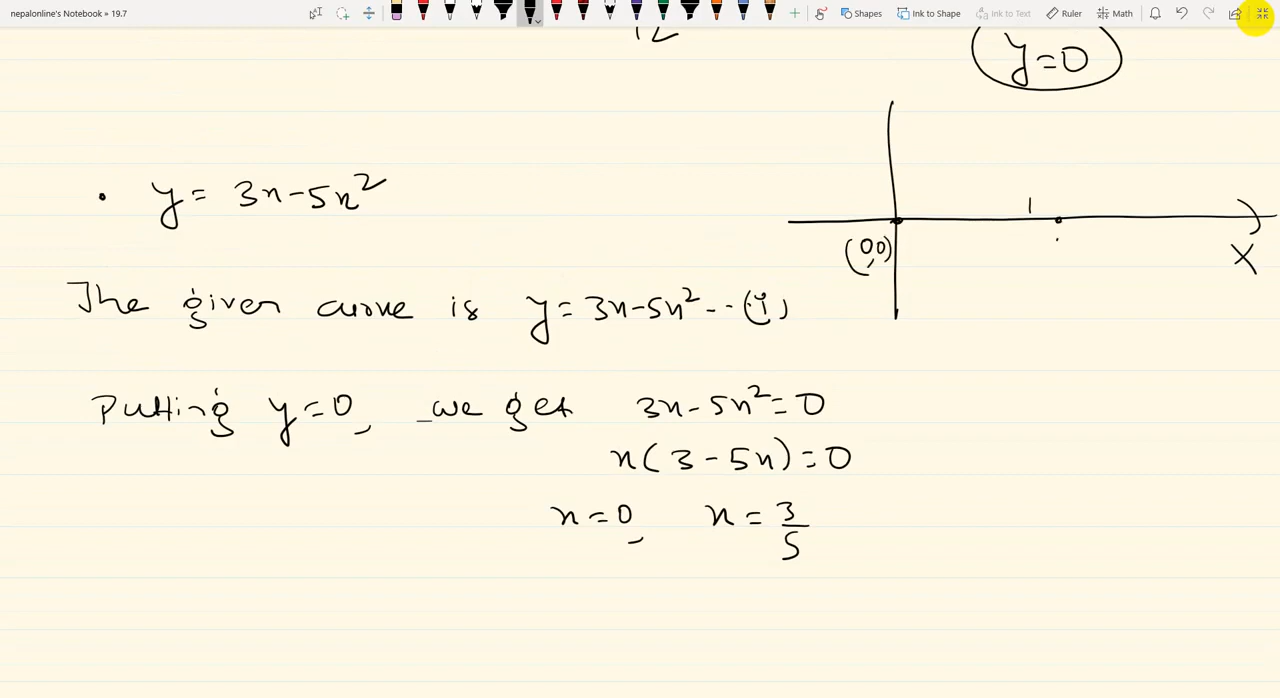 nepalonline's Notebook » 19.7
Shapes Ink to Shape Ink to Text Ruler Math
12
y=0
• y = 3x-5x²
1
(0,0)
X
The given curve is y=3x-5x² -- (i)
Putting y=0, we get 3x-5x²=0
x(3-5x)=0
x=0, x=3/5